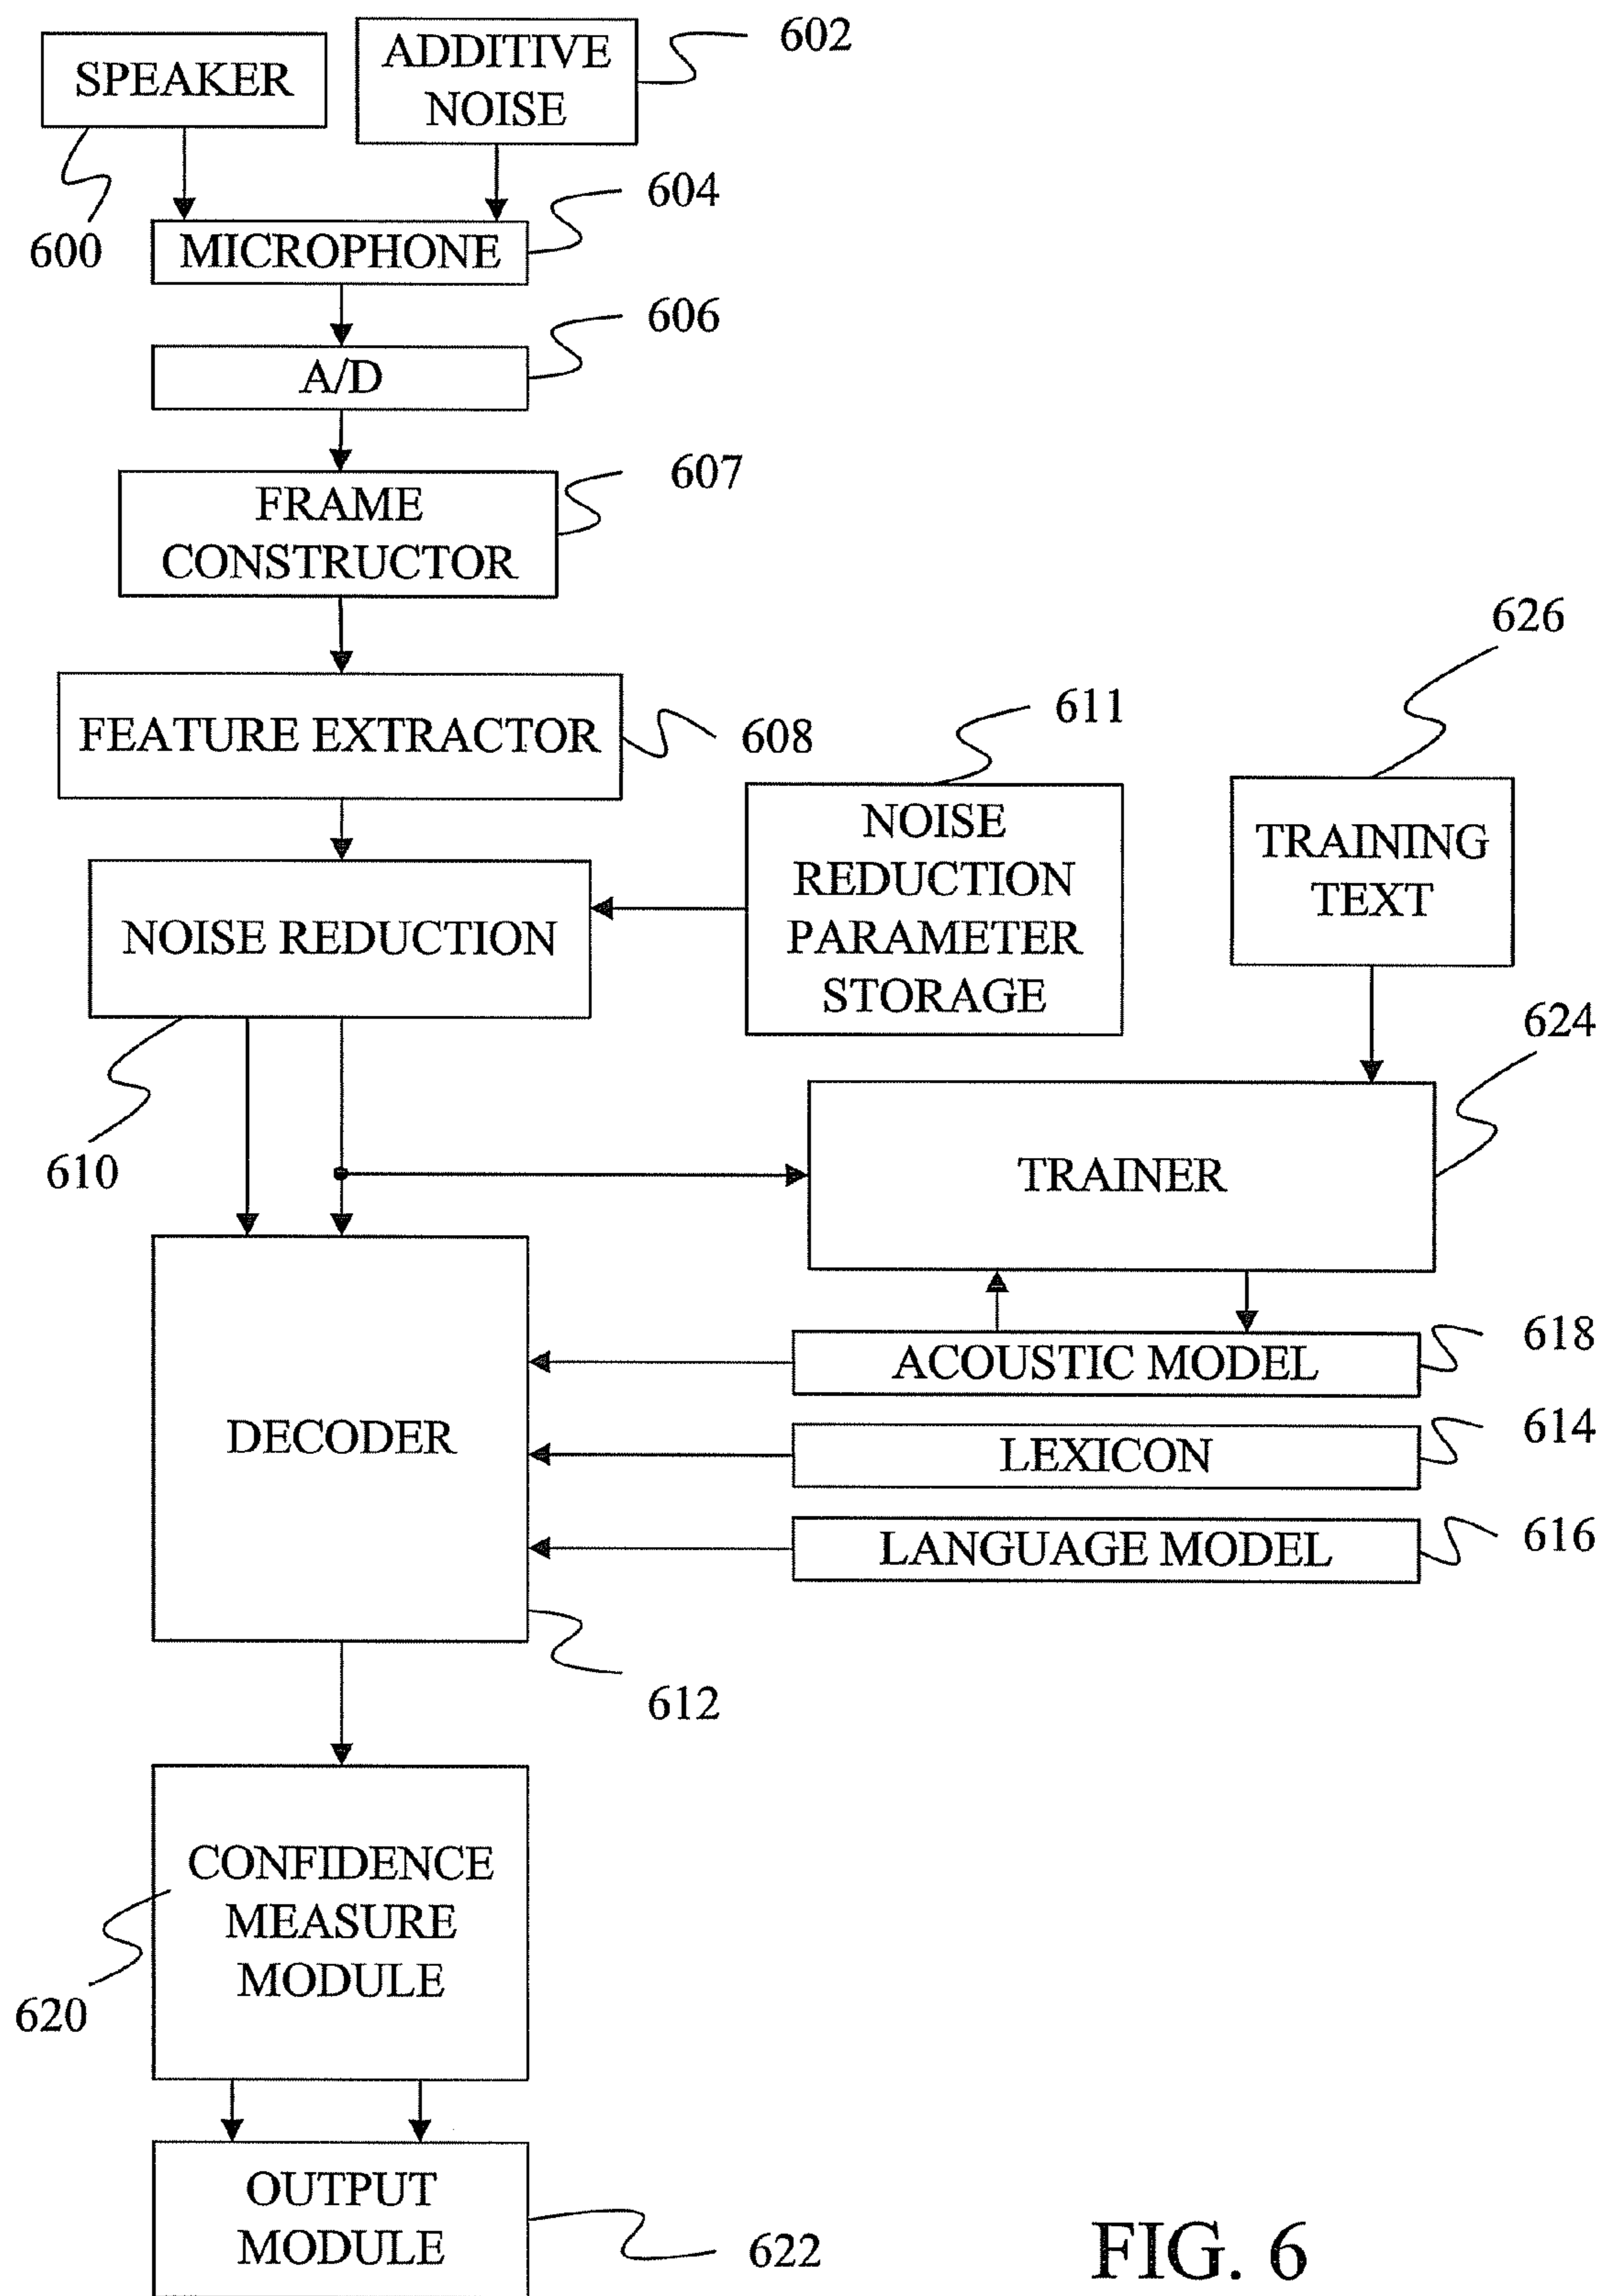 SPEAKER
600
ADDITIVE
NOISE
602
MICROPHONE
604
A/D
606
FRAME
CONSTRUCTOR
607
FEATURE EXTRACTOR
608
NOISE REDUCTION
610
NOISE
REDUCTION
PARAMETER
STORAGE
611
TRAINING
TEXT
626
TRAINER
624
ACOUSTIC MODEL
618
LEXICON
614
LANGUAGE MODEL
616
DECODER
612
CONFIDENCE
MEASURE
MODULE
620
OUTPUT
MODULE
622
FIG. 6